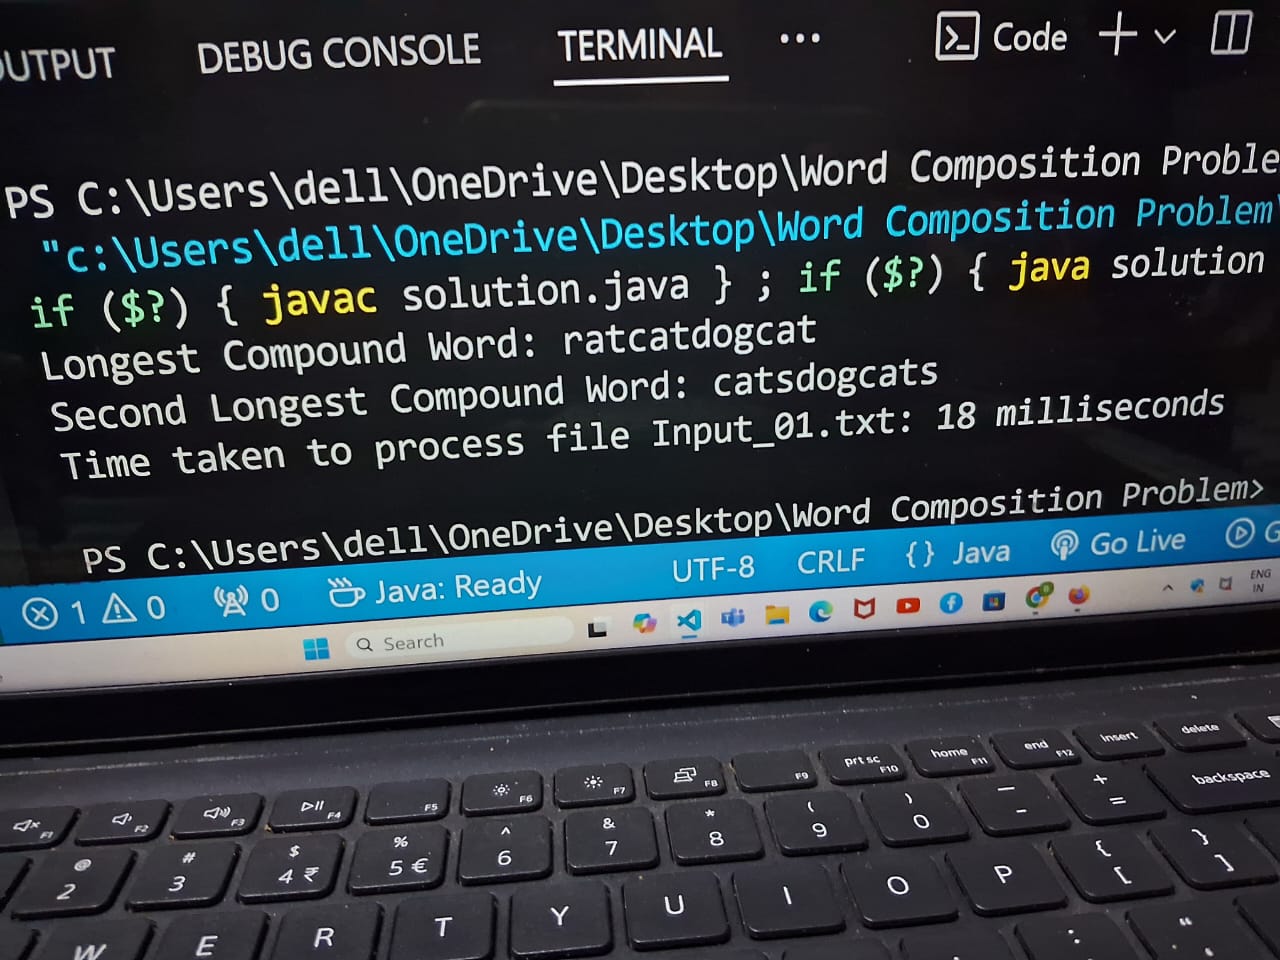 OUTPUT DEBUG CONSOLE TERMINAL ... Code
PS C:\Users\dell\OneDrive\Desktop\Word Composition Proble
"c:\Users\dell\OneDrive\Desktop\Word Composition Problem
if ($?) { javac solution.java } ; if ($?) { java solution
Longest Compound Word: ratcatdogcat
Second Longest Compound Word: catsdogcats
Time taken to process file Input_01.txt: 18 milliseconds
PS C:\Users\dell\OneDrive\Desktop\Word Composition Problem>
1 0 0 Java: Ready UTF-8 CRLF {} Java Go Live G
Search ENG
IN
F1 F2 F3 F4 F5 F6 F7 F8 F9 prt sc F10 home F11 end F12 insert delete
@ 2 # 3 $ 4 ₹ % 5 € ^ 6 & 7 * 8 ( 9 ) 0 — - + = backspace
W E R T Y U I O P { [ } ]
: “